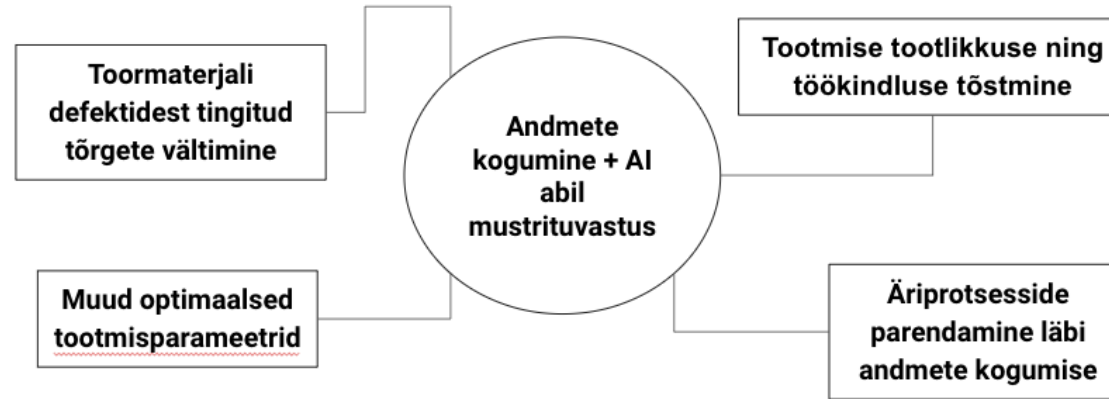 Toormaterjali
defektidest tingitud
tõrgete vältimine
Andmete
kogumine + AI
abil
mustrituvastus
Tootmise tootlikkuse ning
töökindluse tõstmine
Muud optimaalsed
tootmisparameetrid
Äriprotsesside
parendamine läbi
andmete kogumise